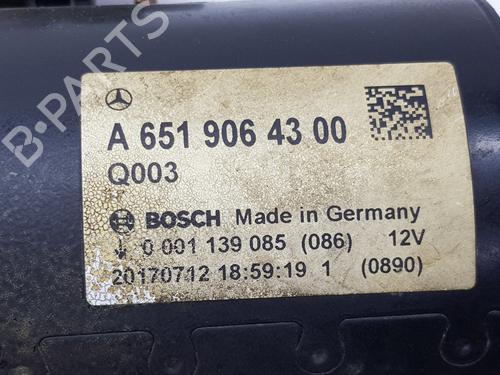 A 651 906 43 00
Q003
BOSCH Made in Germany
0 001 139 085 (086) 12V
20170712 18:59:19 1 (0890)
B-PARTS